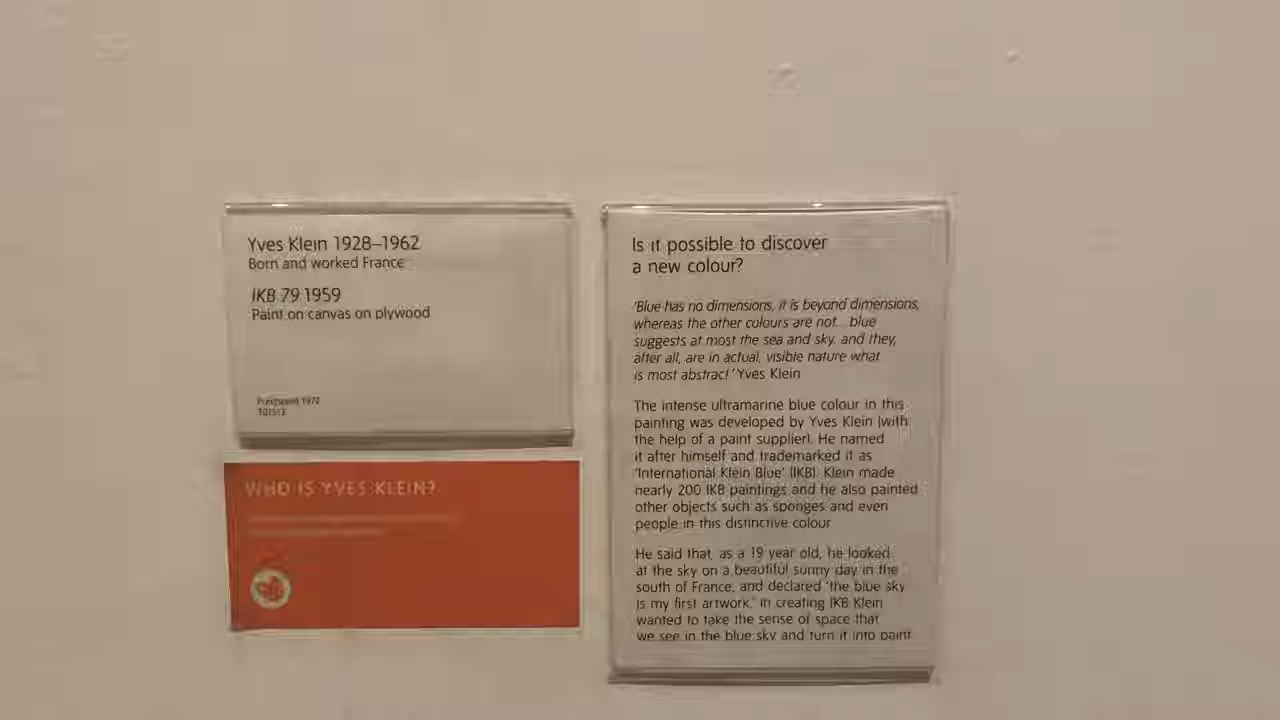 Yves Klein 1928–1962
Born and worked France
IKB 79 1959
Paint on canvas on plywood
Purchased 1972
T01513
WHO IS YVES KLEIN?
Is it possible to discover
a new colour?
'Blue has no dimensions, it is beyond dimensions,
whereas the other colours are not... blue
suggests at most the sea and sky, and they,
after all, are in actual, visible nature what
is most abstract.' Yves Klein
The intense ultramarine blue colour in this
painting was developed by Yves Klein (with
the help of a paint supplier). He named
it after himself and trademarked it as
'International Klein Blue' (IKB). Klein made
nearly 200 IKB paintings and he also painted
other objects such as sponges and even
people in this distinctive colour.
He said that, as a 19 year old, he looked
at the sky on a beautiful sunny day in the
south of France, and declared 'the blue sky
is my first artwork.' In creating IKB Klein
wanted to take the sense of space that
we see in the blue sky and turn it into paint.